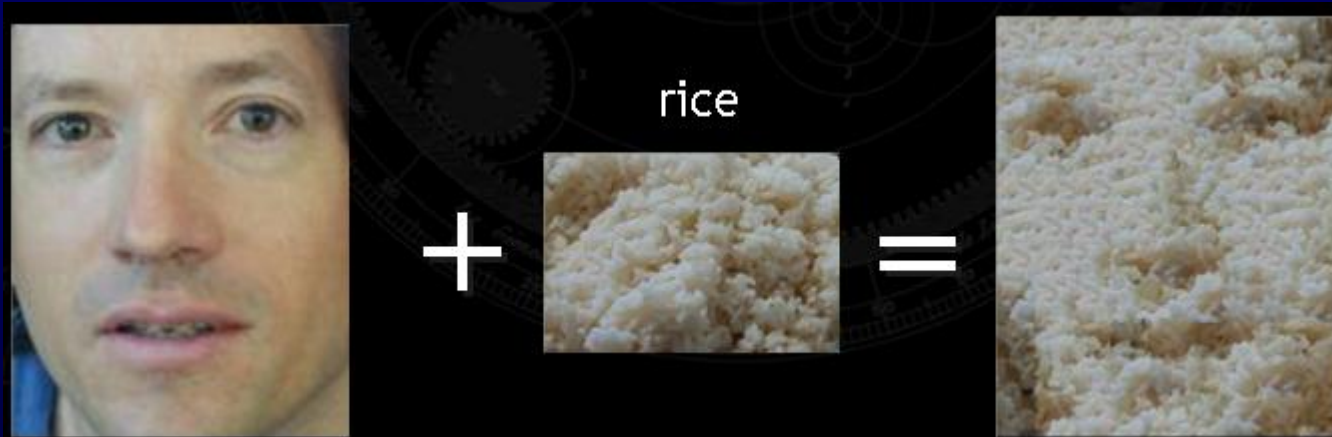 rice
+ =